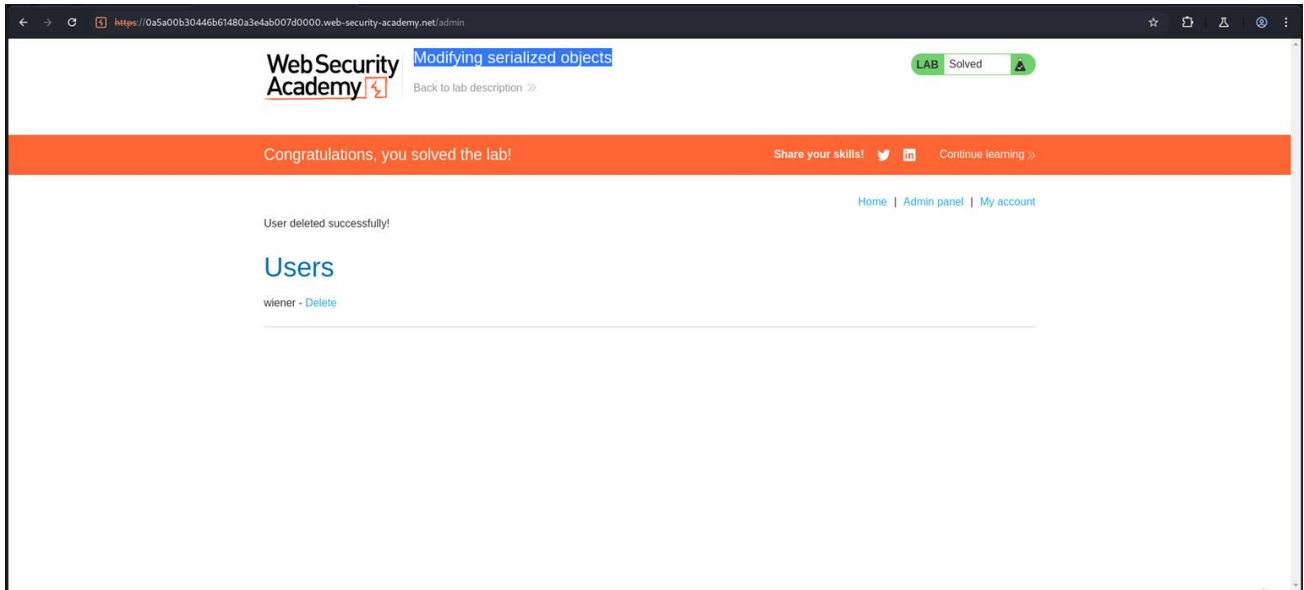 https://0a5a00b30446b61480a3e4ab007d0000.web-security-academy.net/admin
Web Security
Academy
Modifying serialized objects
Back to lab description
LAB Solved
Congratulations, you solved the lab!
Share your skills!
in
Continue learning
Home | Admin panel | My account
User deleted successfully!
Users
wiener - Delete